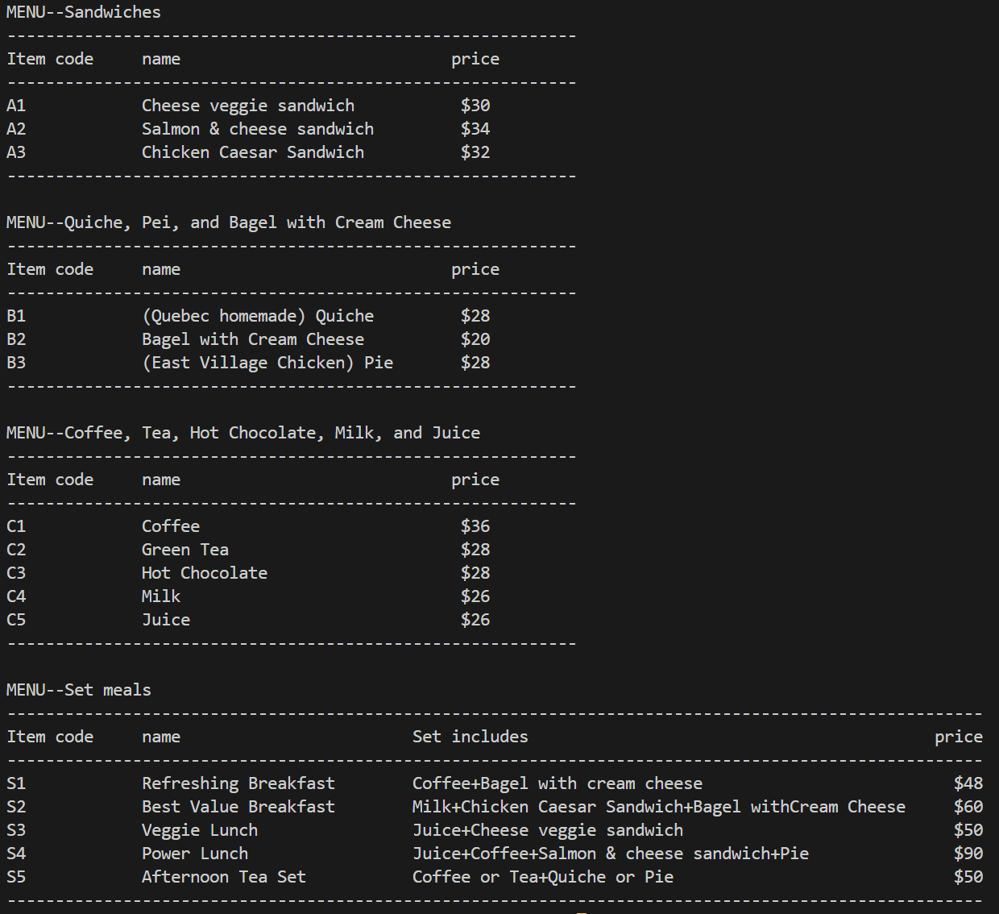 MENU--Sandwiches
-----------------------------------------------------------
Item code     name                            price
-----------------------------------------------------------
A1            Cheese veggie sandwich           $30
A2            Salmon & cheese sandwich         $34
A3            Chicken Caesar Sandwich          $32
-----------------------------------------------------------
MENU--Quiche, Pei, and Bagel with Cream Cheese
-----------------------------------------------------------
Item code     name                            price
-----------------------------------------------------------
B1            (Quebec homemade) Quiche         $28
B2            Bagel with Cream Cheese          $20
B3            (East Village Chicken) Pie       $28
-----------------------------------------------------------
MENU--Coffee, Tea, Hot Chocolate, Milk, and Juice
-----------------------------------------------------------
Item code     name                            price
-----------------------------------------------------------
C1            Coffee                           $36
C2            Green Tea                        $28
C3            Hot Chocolate                    $28
C4            Milk                             $26
C5            Juice                            $26
-----------------------------------------------------------
MENU--Set meals
-----------------------------------------------------------------------------------------------------
Item code     name                        Set includes                                          price
-----------------------------------------------------------------------------------------------------
S1            Refreshing Breakfast        Coffee+Bagel with cream cheese                          $48
S2            Best Value Breakfast        Milk+Chicken Caesar Sandwich+Bagel withCream Cheese     $60
S3            Veggie Lunch                Juice+Cheese veggie sandwich                            $50
S4            Power Lunch                 Juice+Coffee+Salmon & cheese sandwich+Pie               $90
S5            Afternoon Tea Set           Coffee or Tea+Quiche or Pie                             $50
-----------------------------------------------------------------------------------------------------